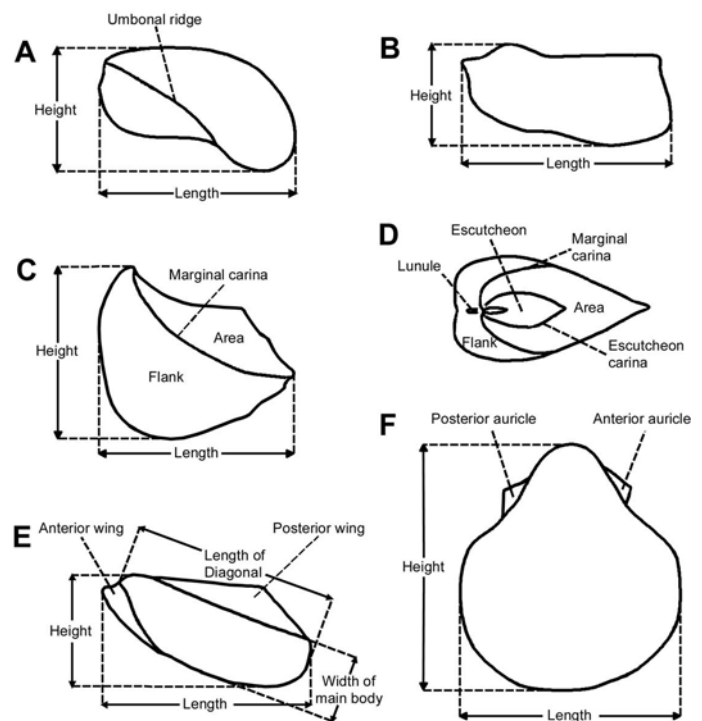 A
Umbonal ridge
Height
Length
B
Height
Length
C
Marginal carina
Height
Area
Flank
Length
D
Escutcheon
Marginal
carina
Lunule
Area
Flank
Escutcheon
carina
E
Anterior wing
Posterior wing
Length of
Diagonal
Height
Width of
main body
Length
F
Posterior auricle
Anterior auricle
Height
Length